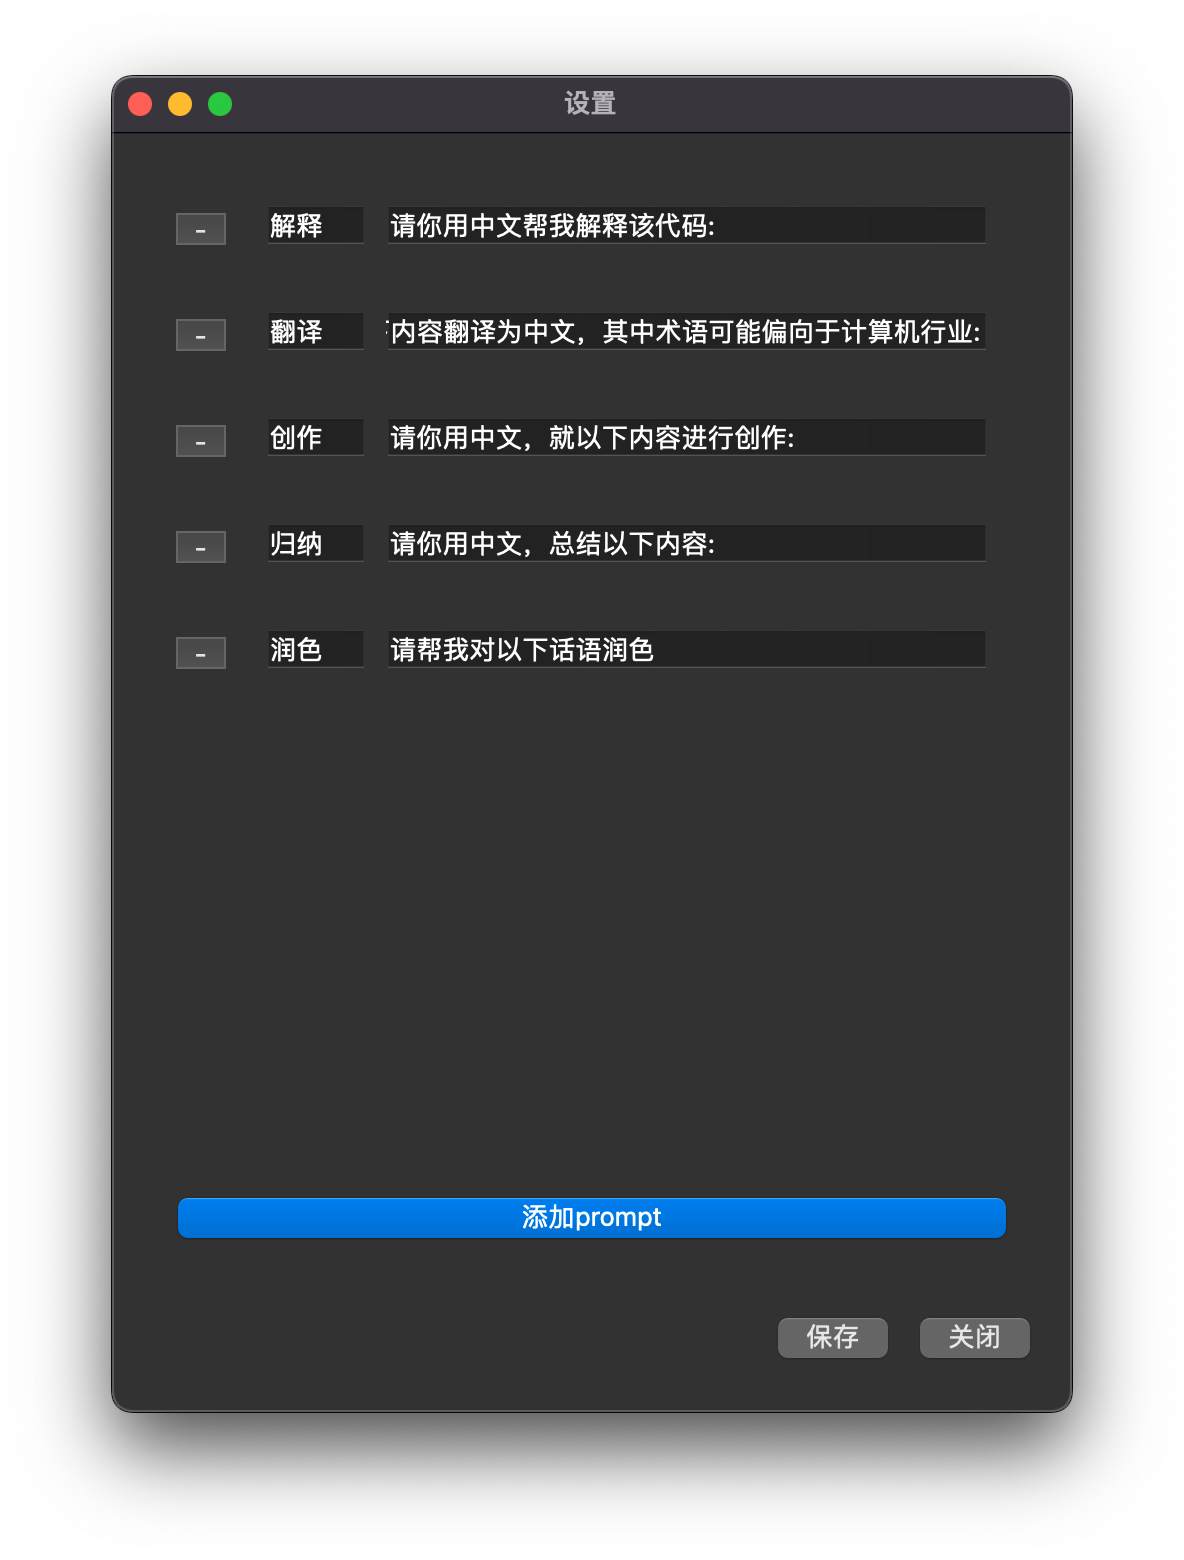 设置
- 解释 请你用中文帮我解释该代码:
- 翻译 内容翻译为中文，其中术语可能偏向于计算机行业:
- 创作 请你用中文，就以下内容进行创作:
- 归纳 请你用中文，总结以下内容:
- 润色 请帮我对以下话语润色
添加prompt
保存 关闭